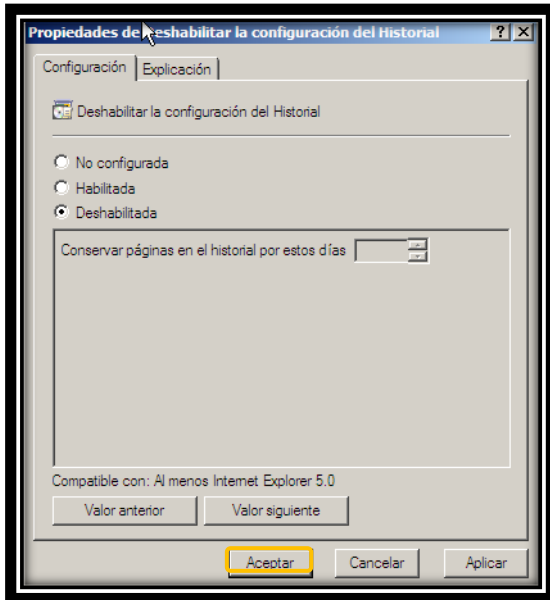 Propiedades de Deshabilitar la configuración del Historial
Configuración Explicación
Deshabilitar la configuración del Historial
No configurada
Habilitada
Deshabilitada
Conservar páginas en el historial por estos días
Compatible con: Al menos Internet Explorer 5.0
Valor anterior Valor siguiente
Aceptar Cancelar Aplicar